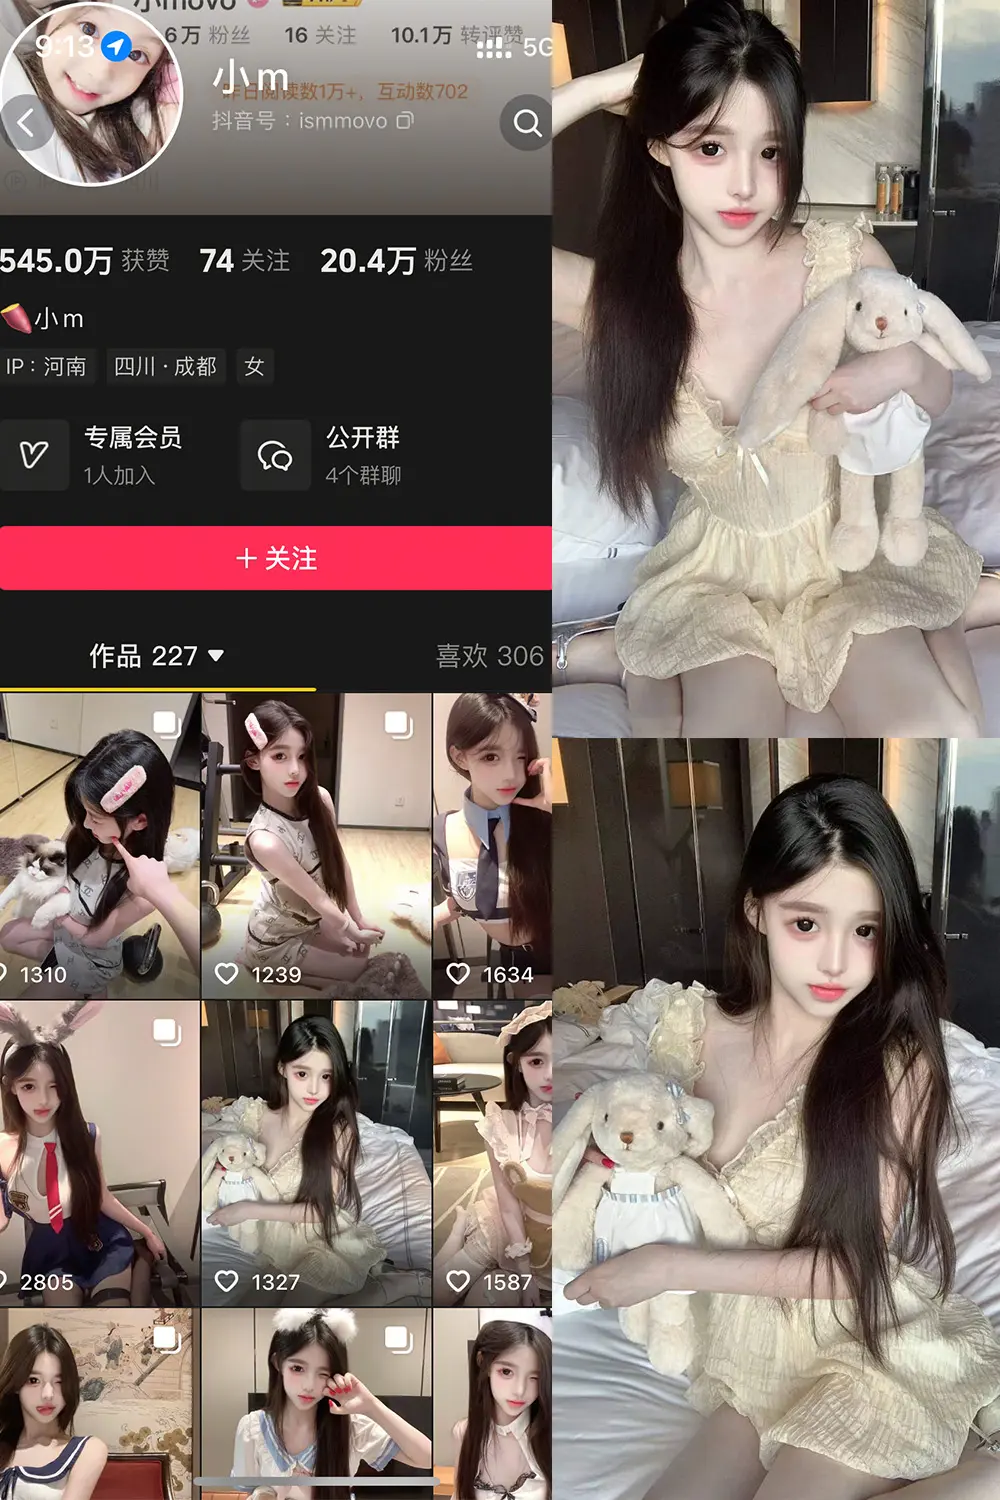 小movo
6万 粉丝 16 关注 10.1万 转评赞
9:13 5G
小m
昨日阅读数1万+，互动数702
抖音号：ismmovo
545.0万 获赞 74 关注 20.4万 粉丝
🍠小m
IP：河南 四川·成都 女
专属会员 公开群
1人加入 4个群聊
+ 关注
作品 227 喜欢 306
1310 1239 1634
2805 1327 1587